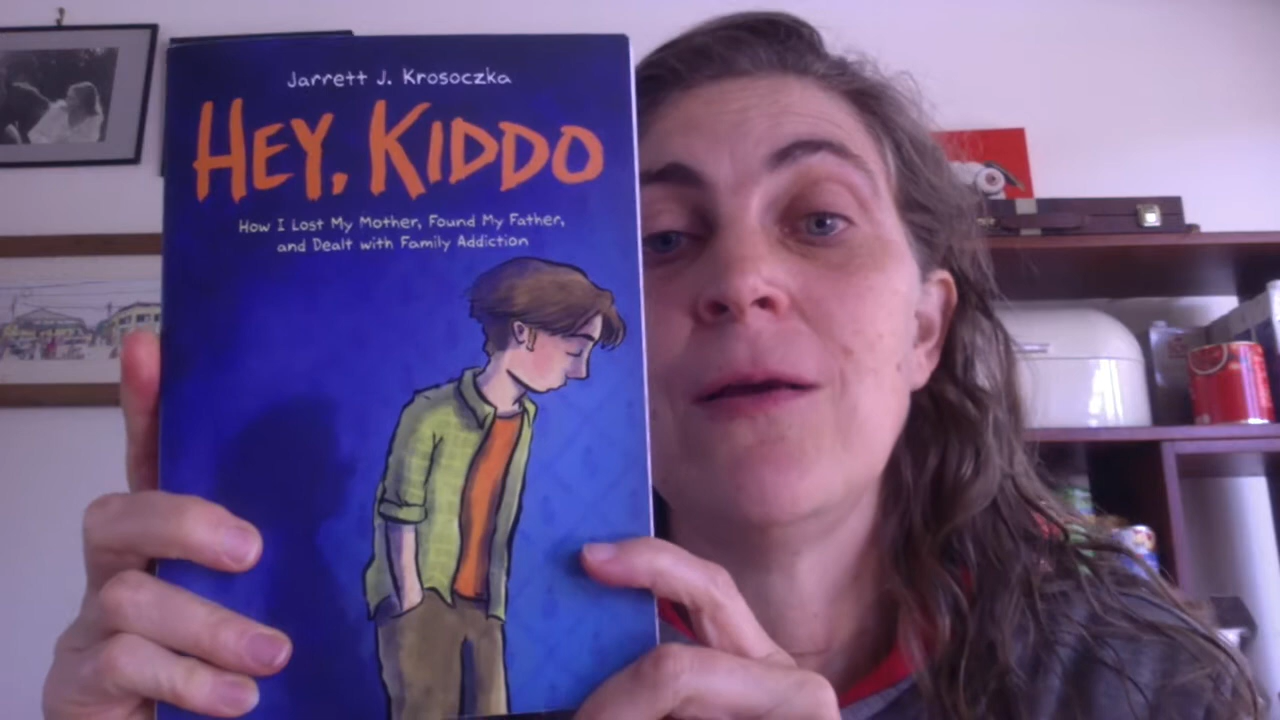 Jarrett J. Krosoczka
HEY, KIDDO
How I Lost My Mother, Found My Father,
and Dealt with Family Addiction